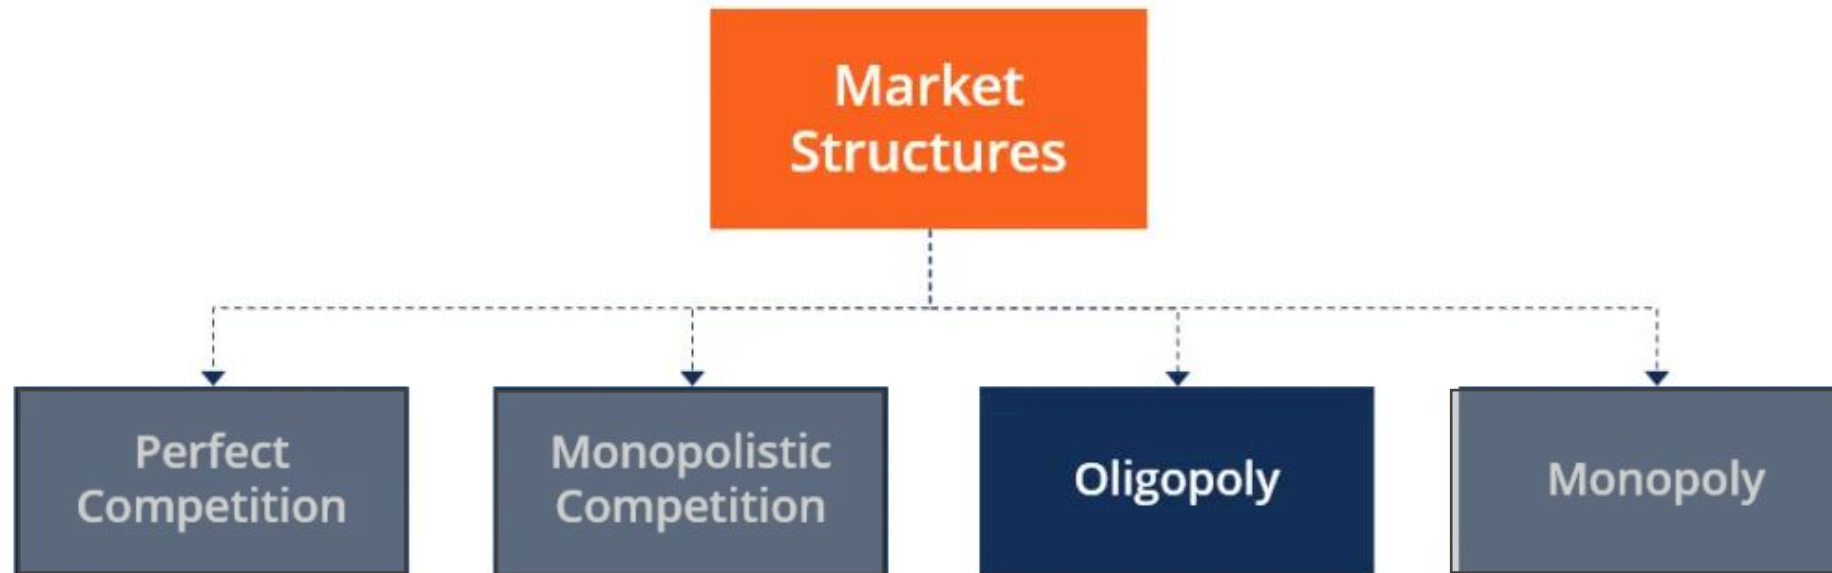 Market
Structures
Perfect
Competition
Monopolistic
Competition
Oligopoly
Monopoly